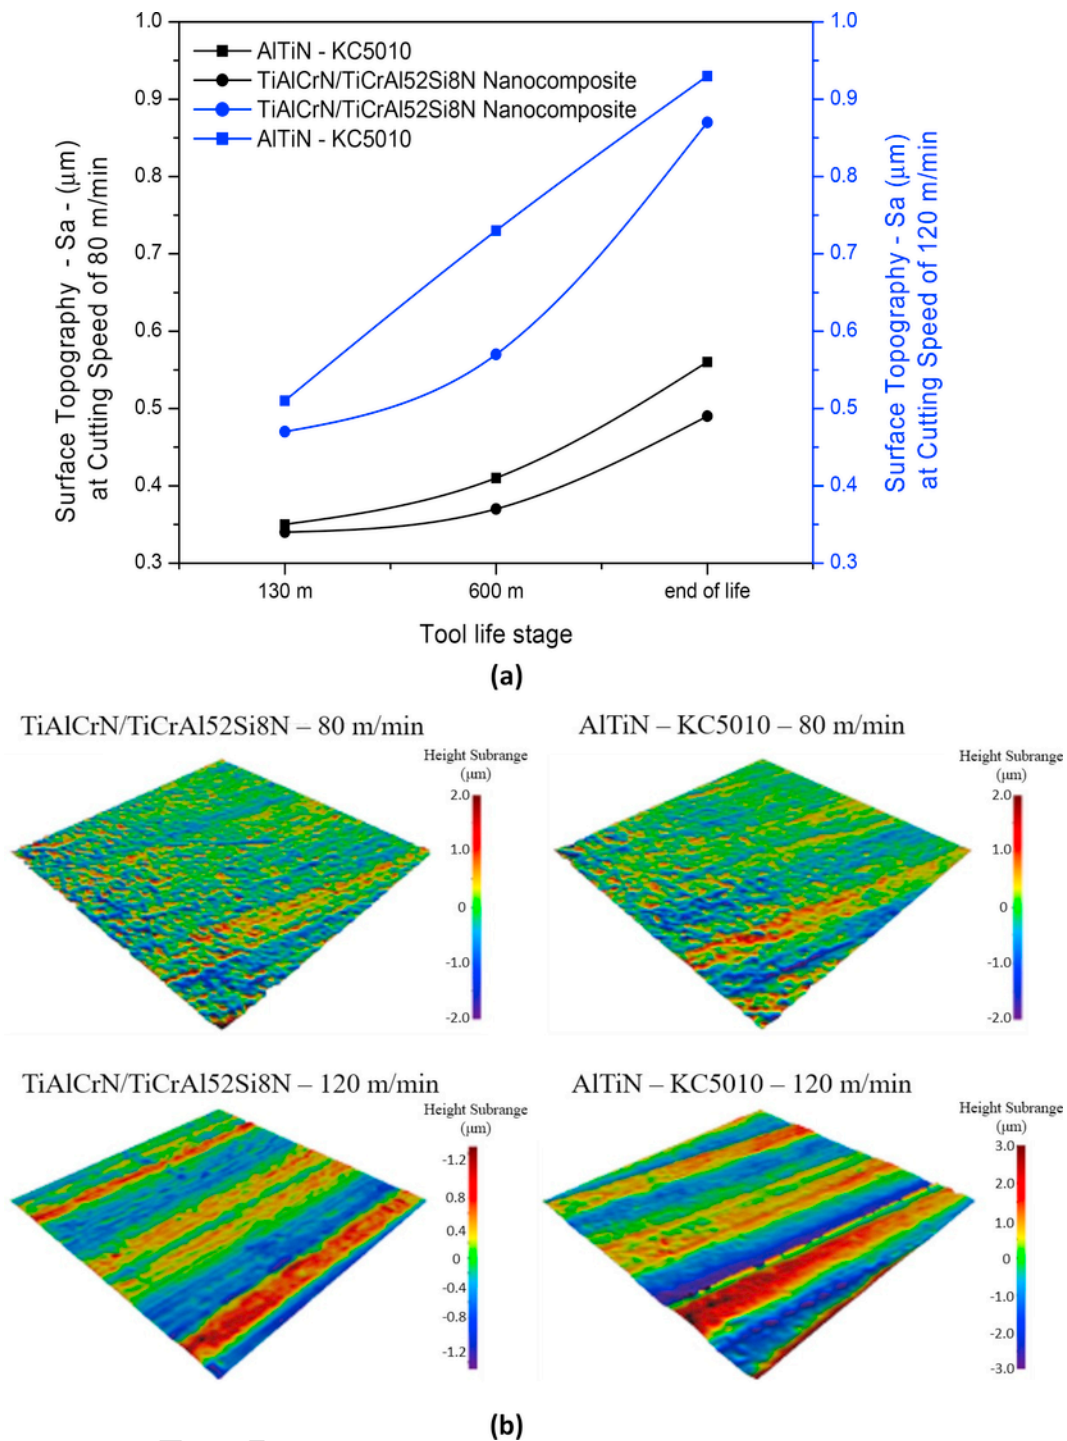 1.0
0.9
0.8
0.7
0.6
0.5
0.4
0.3
Surface Topography - Sa - (μm)
at Cutting Speed of 80 m/min
AlTiN - KC5010
TiAlCrN/TiCrAl52Si8N Nanocomposite
TiAlCrN/TiCrAl52Si8N Nanocomposite
AlTiN - KC5010
1.0
0.9
0.8
0.7
0.6
0.5
0.4
0.3
Surface Topography - Sa (μm)
at Cutting Speed of 120 m/min
130 m 600 m end of life
Tool life stage
(a)
TiAlCrN/TiCrAl52Si8N – 80 m/min
Height Subrange
(μm)
2.0
1.0
0
-1.0
-2.0
AlTiN – KC5010 – 80 m/min
Height Subrange
(μm)
2.0
1.0
0
-1.0
-2.0
TiAlCrN/TiCrAl52Si8N – 120 m/min
Height Subrange
(μm)
-1.2
0.8
0.4
0
-0.4
-0.8
-1.2
AlTiN – KC5010 – 120 m/min
Height Subrange
(μm)
3.0
2.0
1.0
0
-1.0
-2.0
-3.0
(b)